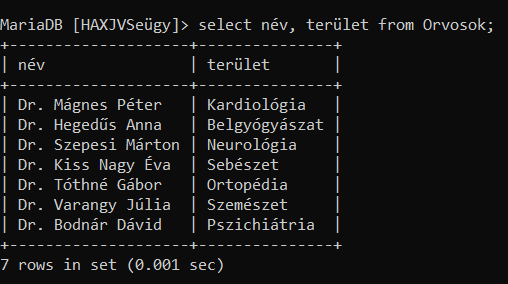 MariaDB [HAXJVSeügy]> select név, terület from Orvosok;
+--------------------+---------------+
| név                | terület       |
+--------------------+---------------+
| Dr. Mágnes Péter   | Kardiológia   |
| Dr. Hegedűs Anna   | Belgyógyászat |
| Dr. Szepesi Márton | Neurológia    |
| Dr. Kiss Nagy Éva  | Sebészet      |
| Dr. Tóthné Gábor   | Ortopédia     |
| Dr. Varangy Júlia  | Szemészet     |
| Dr. Bodnár Dávid   | Pszichiátria  |
+--------------------+---------------+
7 rows in set (0.001 sec)